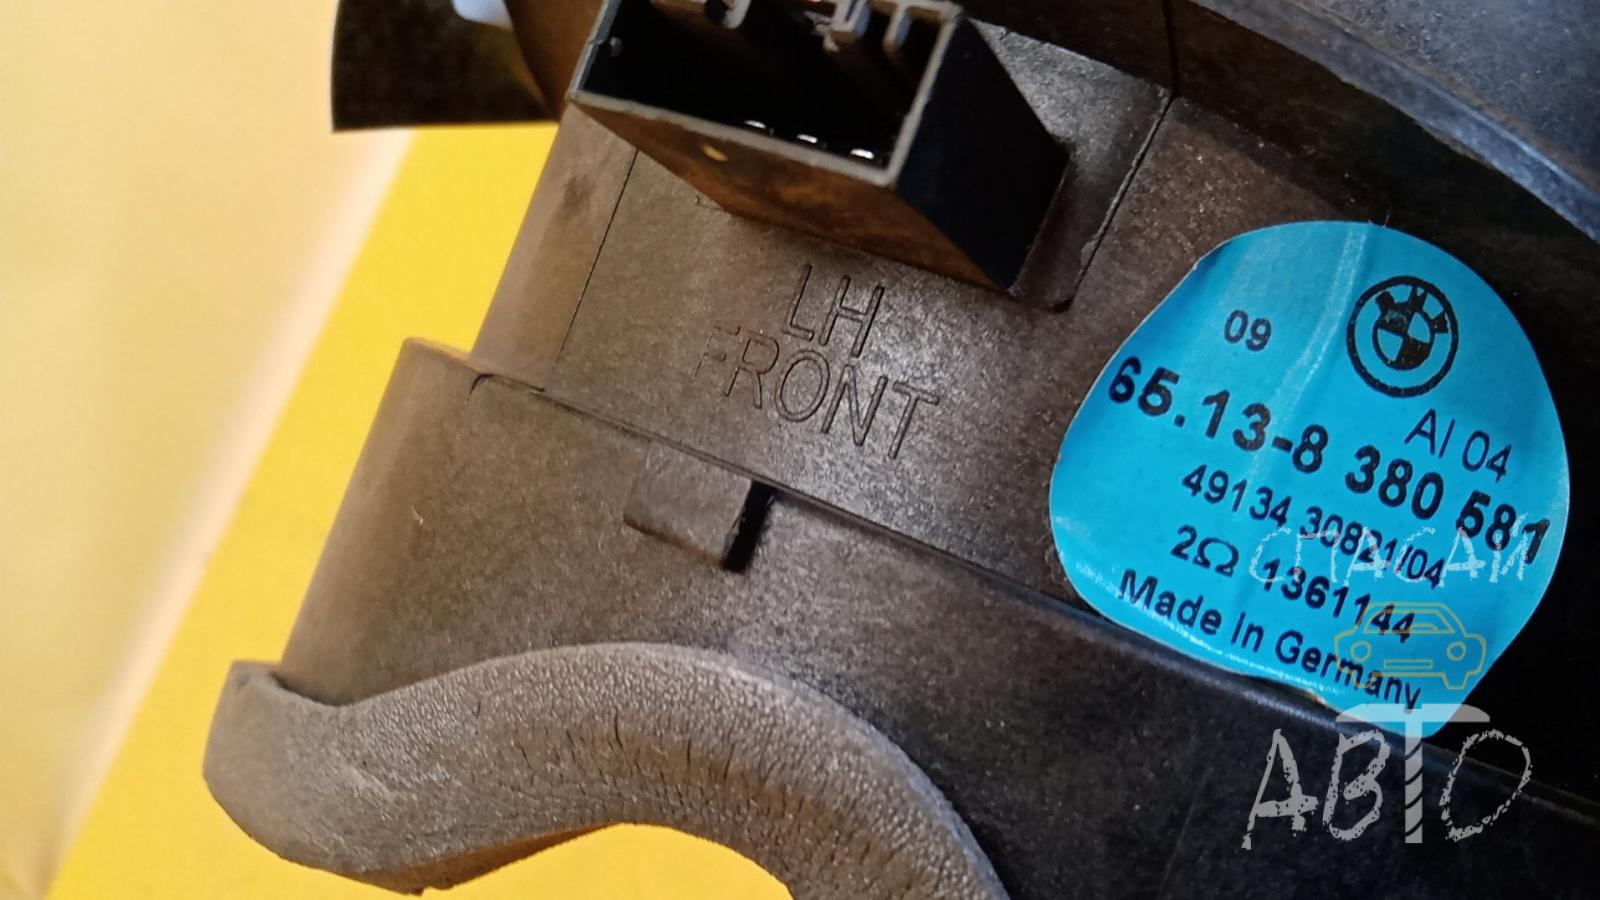 LH
FRONT
09
AI 04
65.13-8 380 581
49134 30821/04
2Ω 1361144
Made in Germany
СПАСАЙ
АВТО